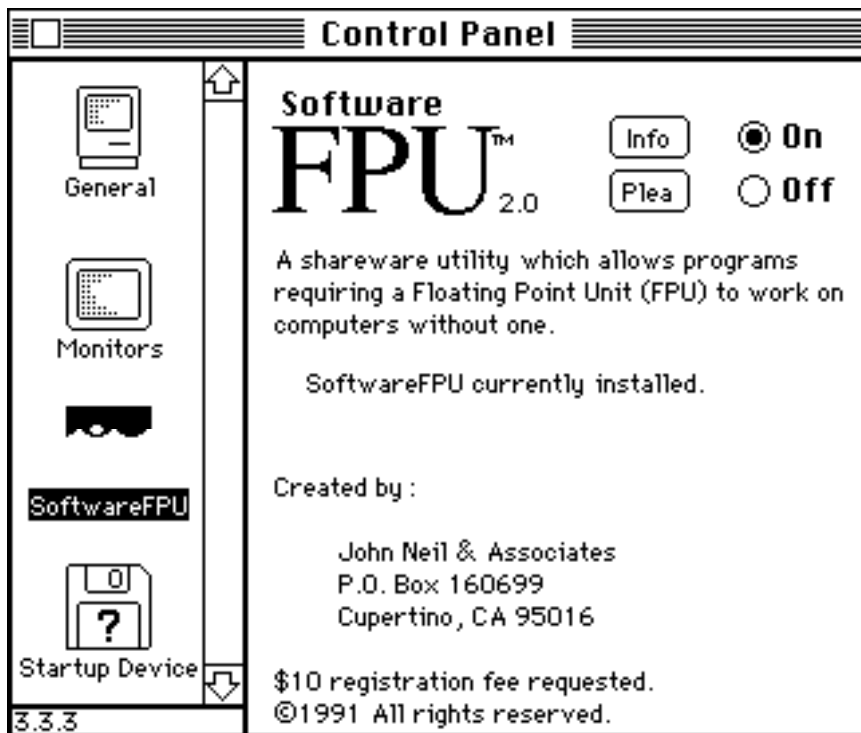 Control Panel
General
Monitors
SoftwareFPU
Startup Device
3.3.3
Software
FPU™ 2.0
Info
On
Plea
Off
A shareware utility which allows programs
requiring a Floating Point Unit (FPU) to work on
computers without one.
SoftwareFPU currently installed.
Created by :
John Neil & Associates
P.O. Box 160699
Cupertino, CA 95016
$10 registration fee requested.
©1991 All rights reserved.